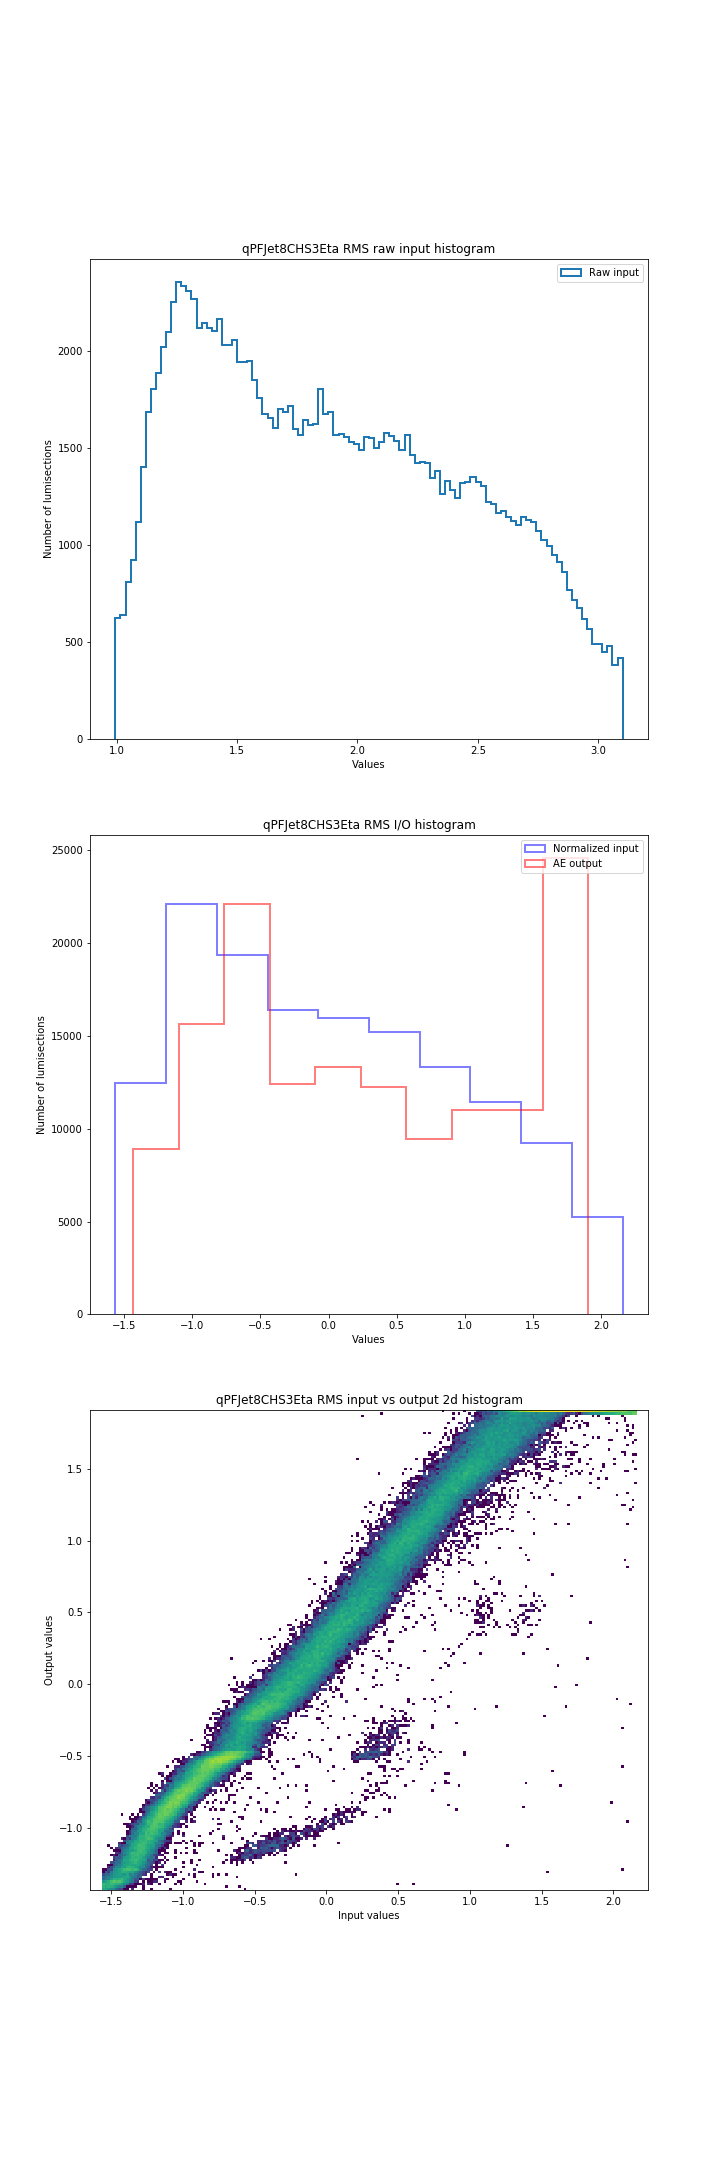 qPFJet8CHS3Eta RMS raw input histogram
Raw input
2000
1500
1000
500
0
Number of lumisections
1.0 1.5 2.0 2.5 3.0
Values
qPFJet8CHS3Eta RMS I/O histogram
Normalized input
AE output
25000
20000
15000
10000
5000
0
Number of lumisections
−1.5 −1.0 −0.5 0.0 0.5 1.0 1.5 2.0
Values
qPFJet8CHS3Eta RMS input vs output 2d histogram
1.5
1.0
0.5
0.0
−0.5
−1.0
Output values
−1.5 −1.0 −0.5 0.0 0.5 1.0 1.5 2.0
Input values